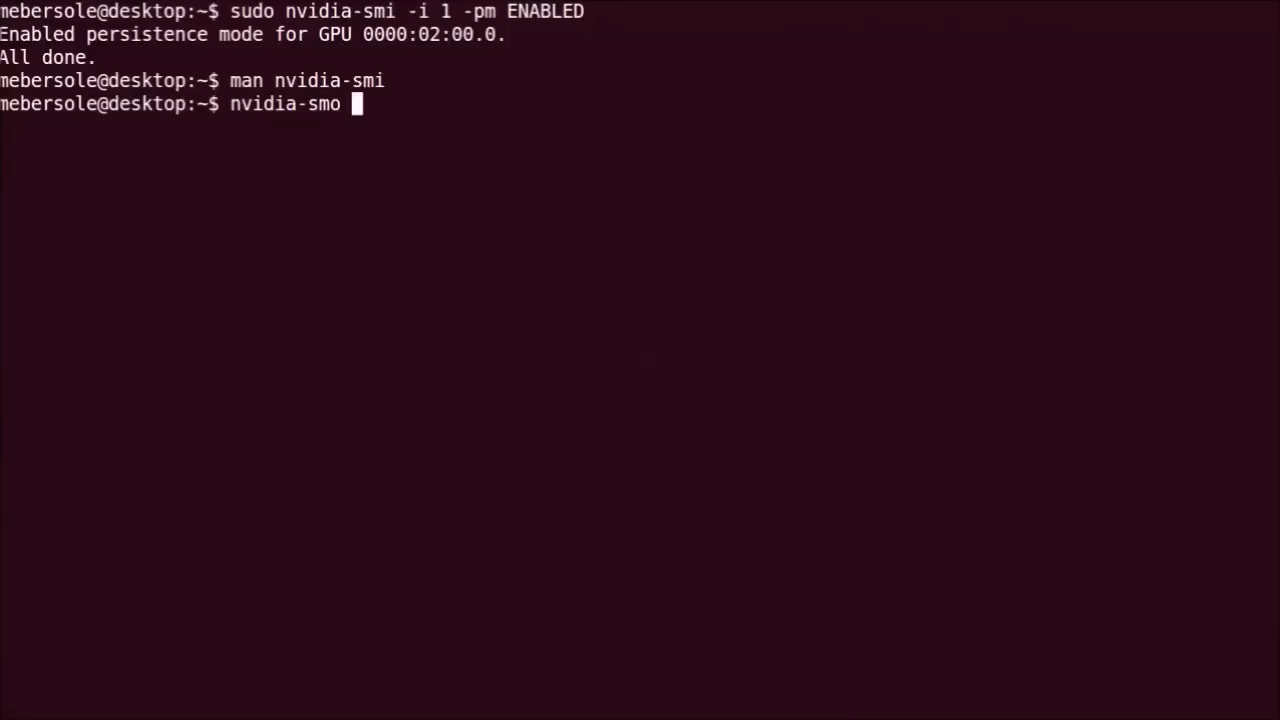 mebersole@desktop:~$ sudo nvidia-smi -i 1 -pm ENABLED
Enabled persistence mode for GPU 0000:02:00.0.
All done.
mebersole@desktop:~$ man nvidia-smi
mebersole@desktop:~$ nvidia-smo